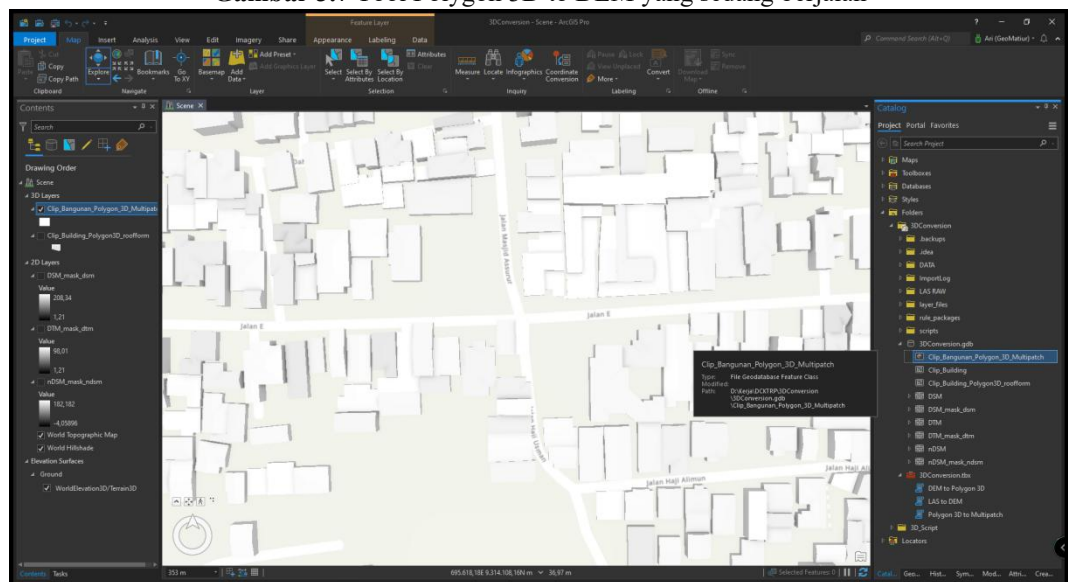 Gambar 3.7 Tool Polygon 3D to DEM yang sedang berjalan
Feature Layer
3DConversion - Scene - ArcGIS Pro
Project Map Insert Analysis View Edit Imagery Share Appearance Labeling Data
Command Search (Alt+Q)
Ari (GeoMatiur)
Paste
Cut
Copy
Copy Path
Clipboard
Explore
Bookmarks
Go To XY
Navigate
Basemap
Add Data
Add Preset
Add Graphics Layer
Layer
Select
Select By Attributes
Select By Location
Attributes
Clear
Selection
Measure
Locate
Infographics
Coordinate Conversion
Inquiry
Pause
Lock
View Unplaced
More
Convert
Labeling
Download Map
Sync
Remove
Offline
Contents
Search
Drawing Order
Scene
3D Layers
Clip_Bangunan_Polygon_3D_Multipatch
Clip_Building_Polygon3D_roofform
2D Layers
DSM_mask_dsm
Value
208,34
1,21
DTM_mask_dtm
Value
98,01
1,21
nDSM_mask_ndsm
Value
182,182
-4,05898
World Topographic Map
World Hillshade
Elevation Surfaces
Ground
WorldElevation3D/Terrain3D
Contents Tasks
Scene
Jalan Masjid Assurur
Jalan E
Jalan E
Jalan Haji Usman
Jalan Haji Alimun
Jalan Haji Ali
Clip_Bangunan_Polygon_3D_Multipatch
Type: File Geodatabase Feature Class
Modified:
Path: D:\Kerja\DCKTRP\3DConversion
\3DConversion.gdb
\Clip_Bangunan_Polygon_3D_Multipatch
353 m
695.618,18E 9.314.108,16N m
36,97 m
Selected Features: 0
Catalog
Project Portal Favorites
Search Project
Maps
Toolboxes
Databases
Styles
Folders
3DConversion
.backups
.idea
DATA
ImportLog
LAS RAW
layer_files
rule_packages
scripts
3DConversion.gdb
Clip_Bangunan_Polygon_3D_Multipatch
Clip_Building
Clip_Building_Polygon3D_roofform
DSM
DSM_mask_dsm
DTM
DTM_mask_dtm
nDSM
nDSM_mask_ndsm
3DConversion.tbx
DEM to Polygon 3D
LAS to DEM
Polygon 3D to Multipatch
3D_Script
Locators
Catal... Geo... Hist... Sym... Mod... Attri... Crea...